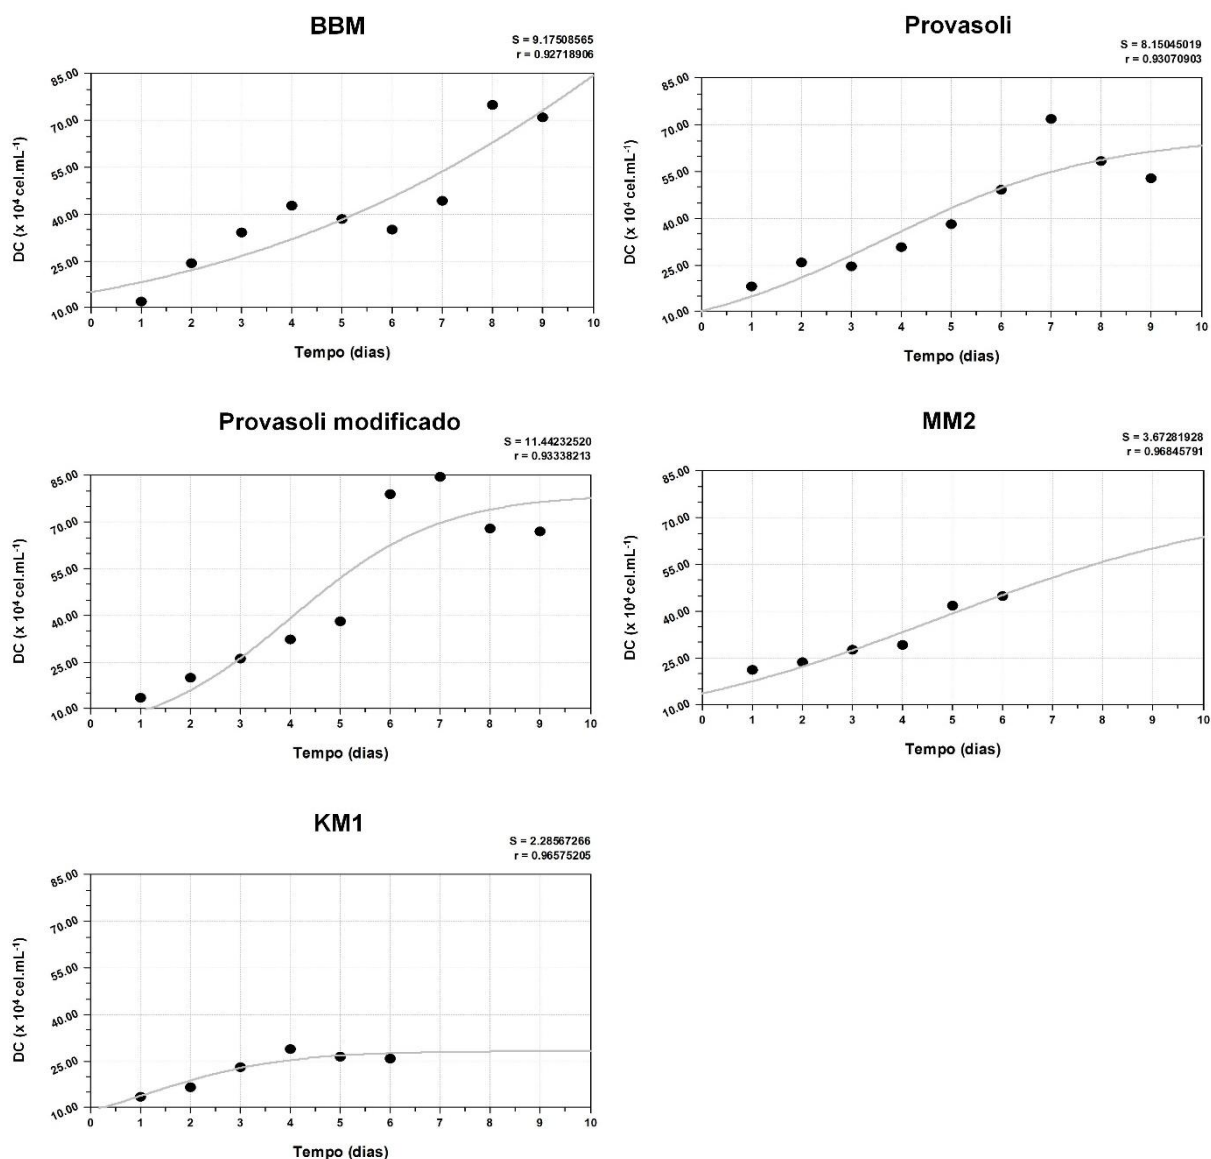 BBM
S = 9.17508565
r = 0.92718906
DC (x 10⁴ cel.mL⁻¹)
85.00
70.00
55.00
40.00
25.00
10.00
0 1 2 3 4 5 6 7 8 9 10
Tempo (dias)
Provasoli
S = 8.15045019
r = 0.93070903
DC (x 10⁴ cel.mL⁻¹)
85.00
70.00
55.00
40.00
25.00
10.00
0 1 2 3 4 5 6 7 8 9 10
Tempo (dias)
Provasoli modificado
S = 11.44232520
r = 0.93338213
DC (x 10⁴ cel.mL⁻¹)
85.00
70.00
55.00
40.00
25.00
10.00
0 1 2 3 4 5 6 7 8 9 10
Tempo (dias)
MM2
S = 3.67281928
r = 0.96845791
DC (x 10⁴ cel.mL⁻¹)
85.00
70.00
55.00
40.00
25.00
10.00
0 1 2 3 4 5 6 7 8 9 10
Tempo (dias)
KM1
S = 2.28567266
r = 0.96575205
DC (x 10⁴ cel.mL⁻¹)
85.00
70.00
55.00
40.00
25.00
10.00
0 1 2 3 4 5 6 7 8 9 10
Tempo (dias)